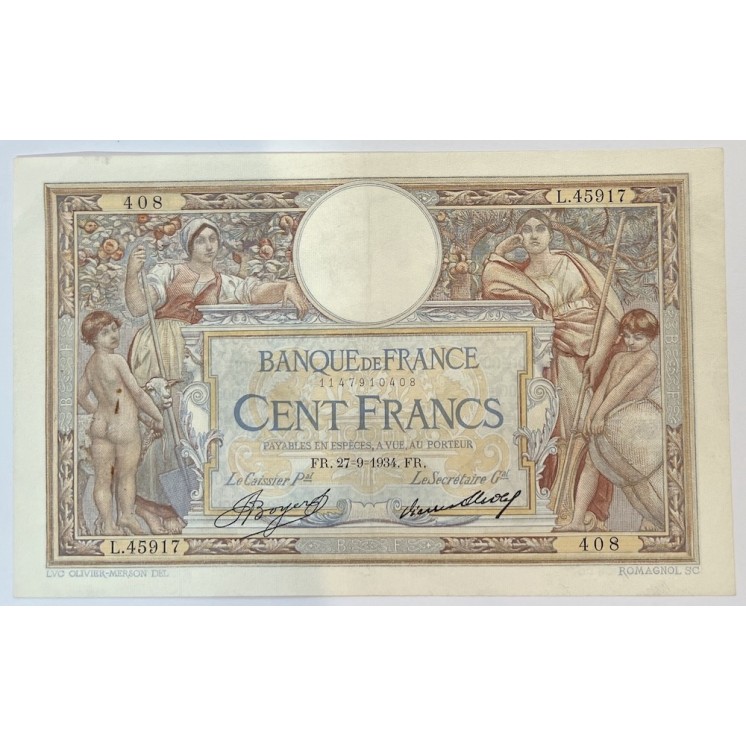 408 L.45917
BANQUE DE FRANCE
1147910408
CENT FRANCS
PAYABLES EN ESPÈCES, A VUE, AU PORTEUR
FR. 27-9-1934. FR.
Le Caissier Pal Le Secrétaire Gal
Boyer
L.45917 B F 408
LVC OLIVIER-MERSON DEL. ROMAGNOL SC.